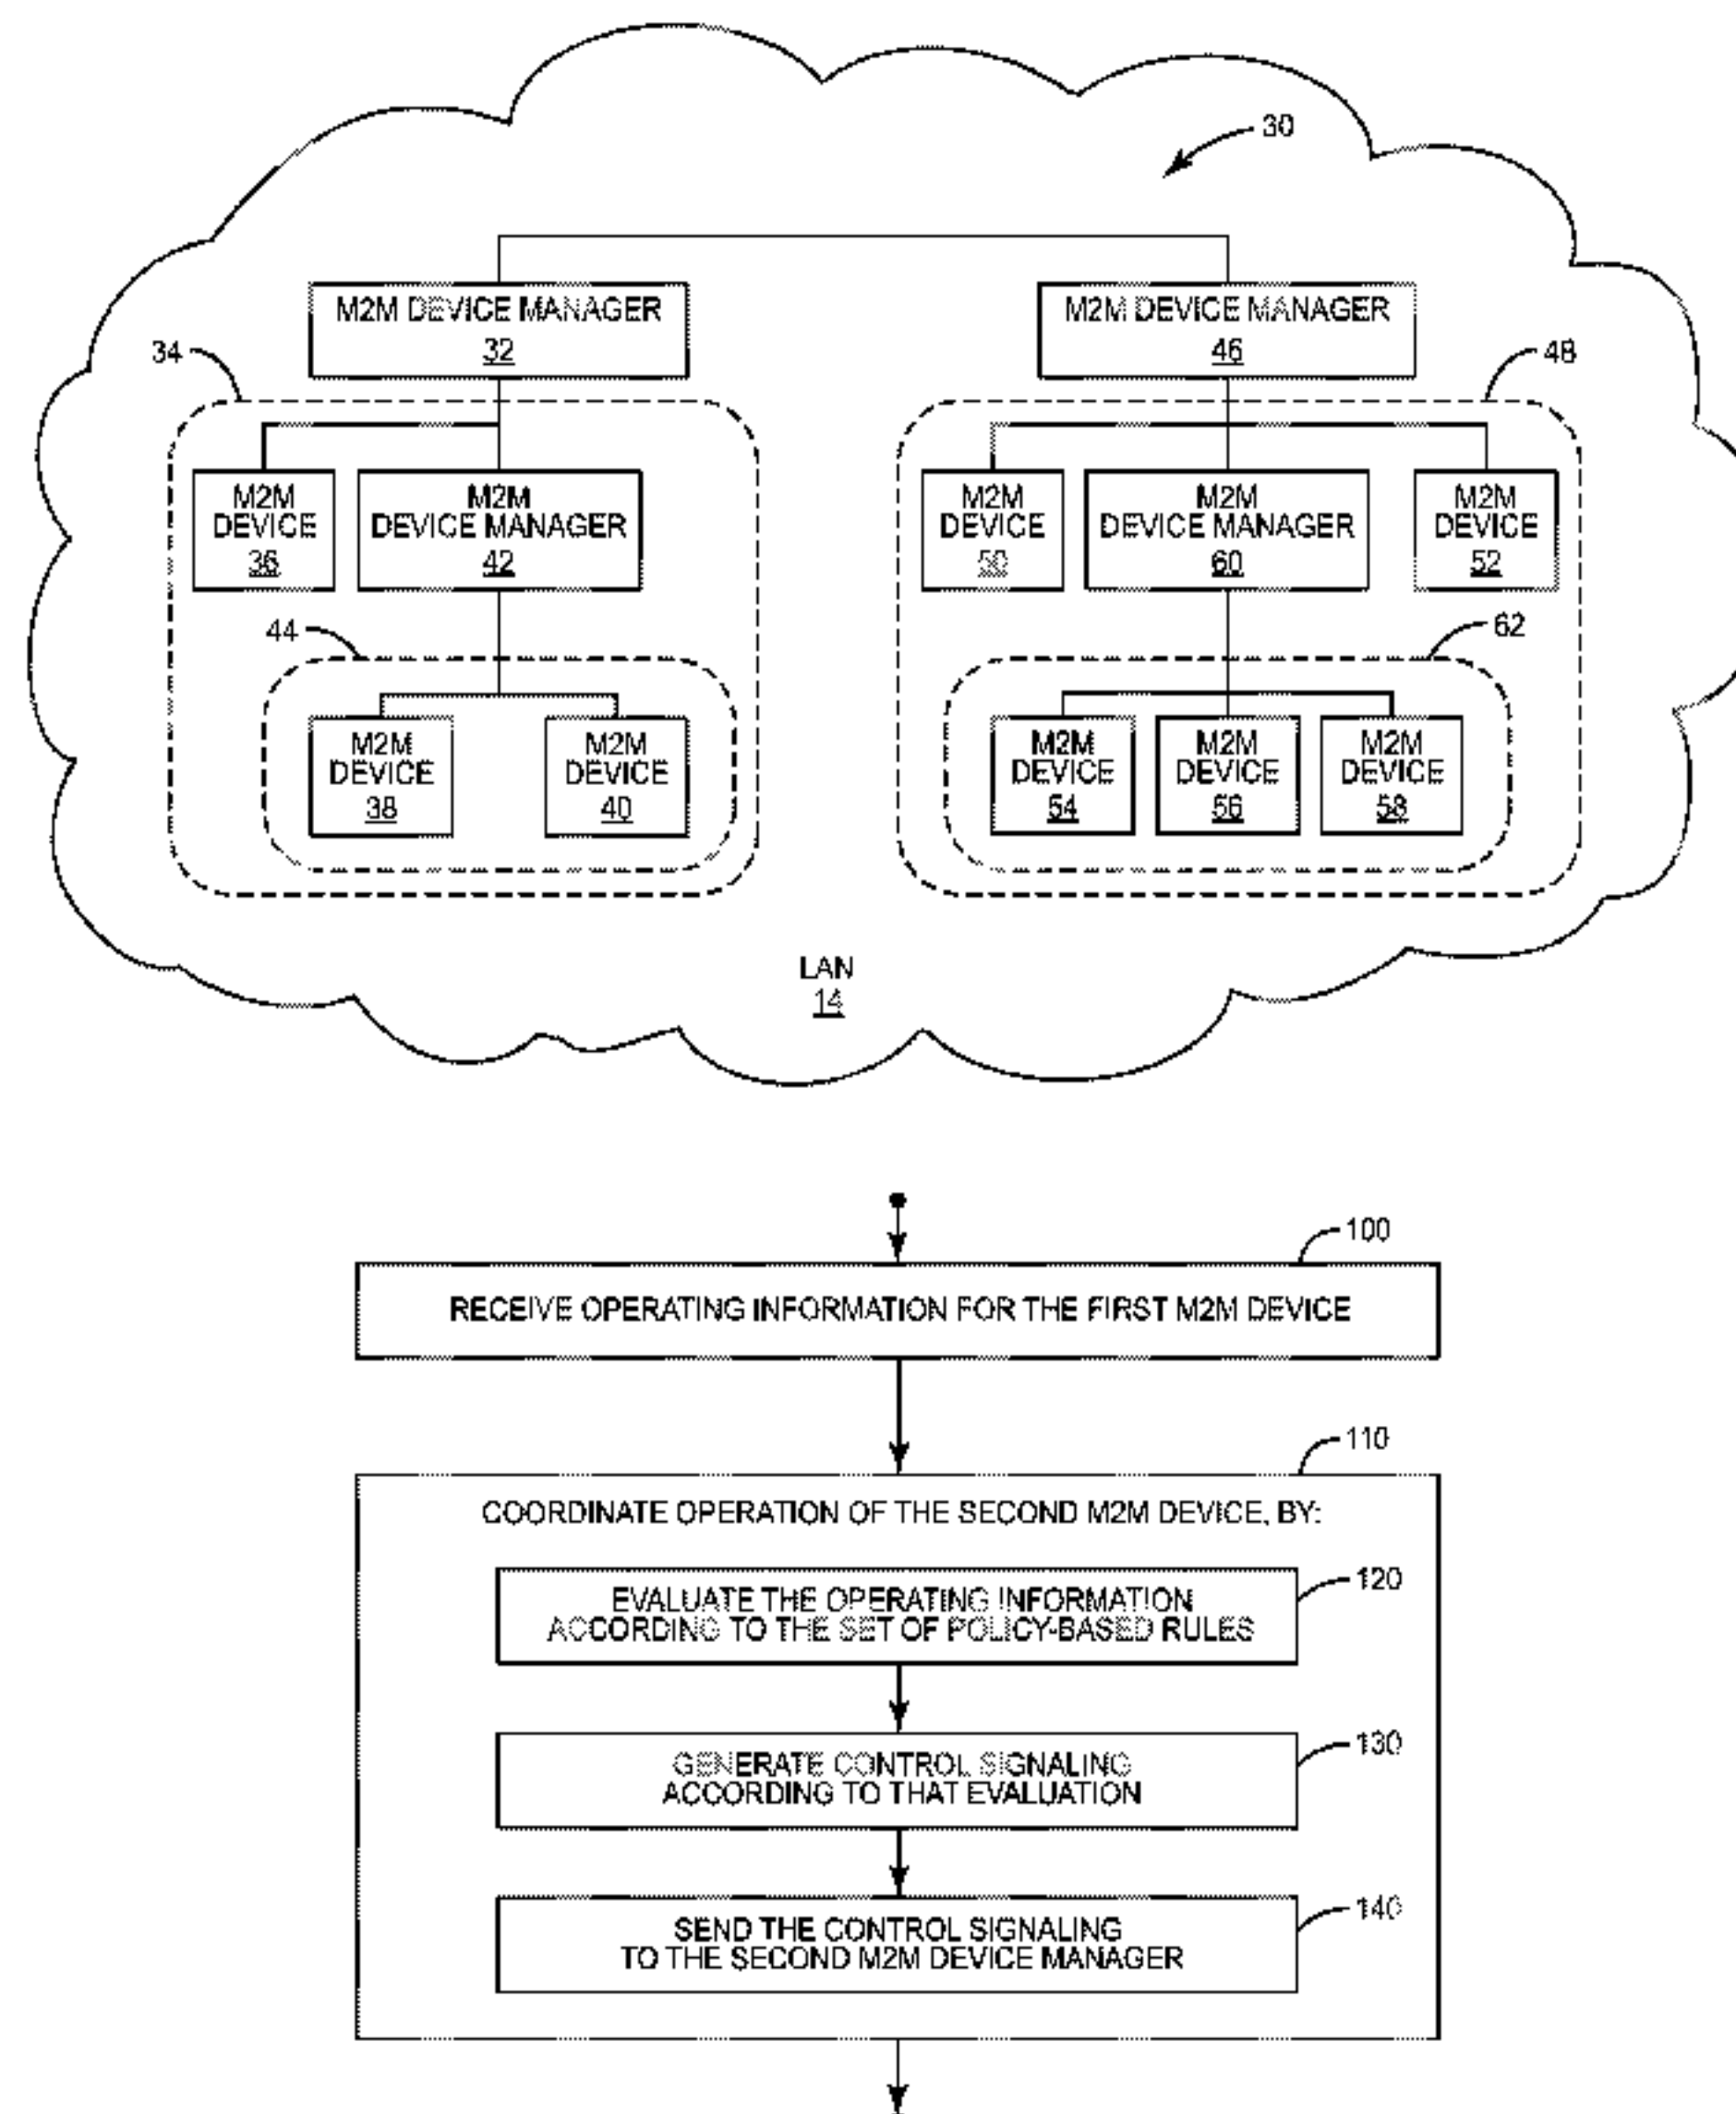 30
M2M DEVICE MANAGER
32
M2M DEVICE MANAGER
46
34
48
M2M
DEVICE
36
M2M
DEVICE MANAGER
42
M2M
DEVICE
50
M2M
DEVICE MANAGER
60
M2M
DEVICE
52
44
62
M2M
DEVICE
38
M2M
DEVICE
40
M2M
DEVICE
54
M2M
DEVICE
56
M2M
DEVICE
58
LAN
14
100
RECEIVE OPERATING INFORMATION FOR THE FIRST M2M DEVICE
110
COORDINATE OPERATION OF THE SECOND M2M DEVICE, BY:
120
EVALUATE THE OPERATING INFORMATION
ACCORDING TO THE SET OF POLICY-BASED RULES
130
GENERATE CONTROL SIGNALING
ACCORDING TO THAT EVALUATION
140
SEND THE CONTROL SIGNALING
TO THE SECOND M2M DEVICE MANAGER